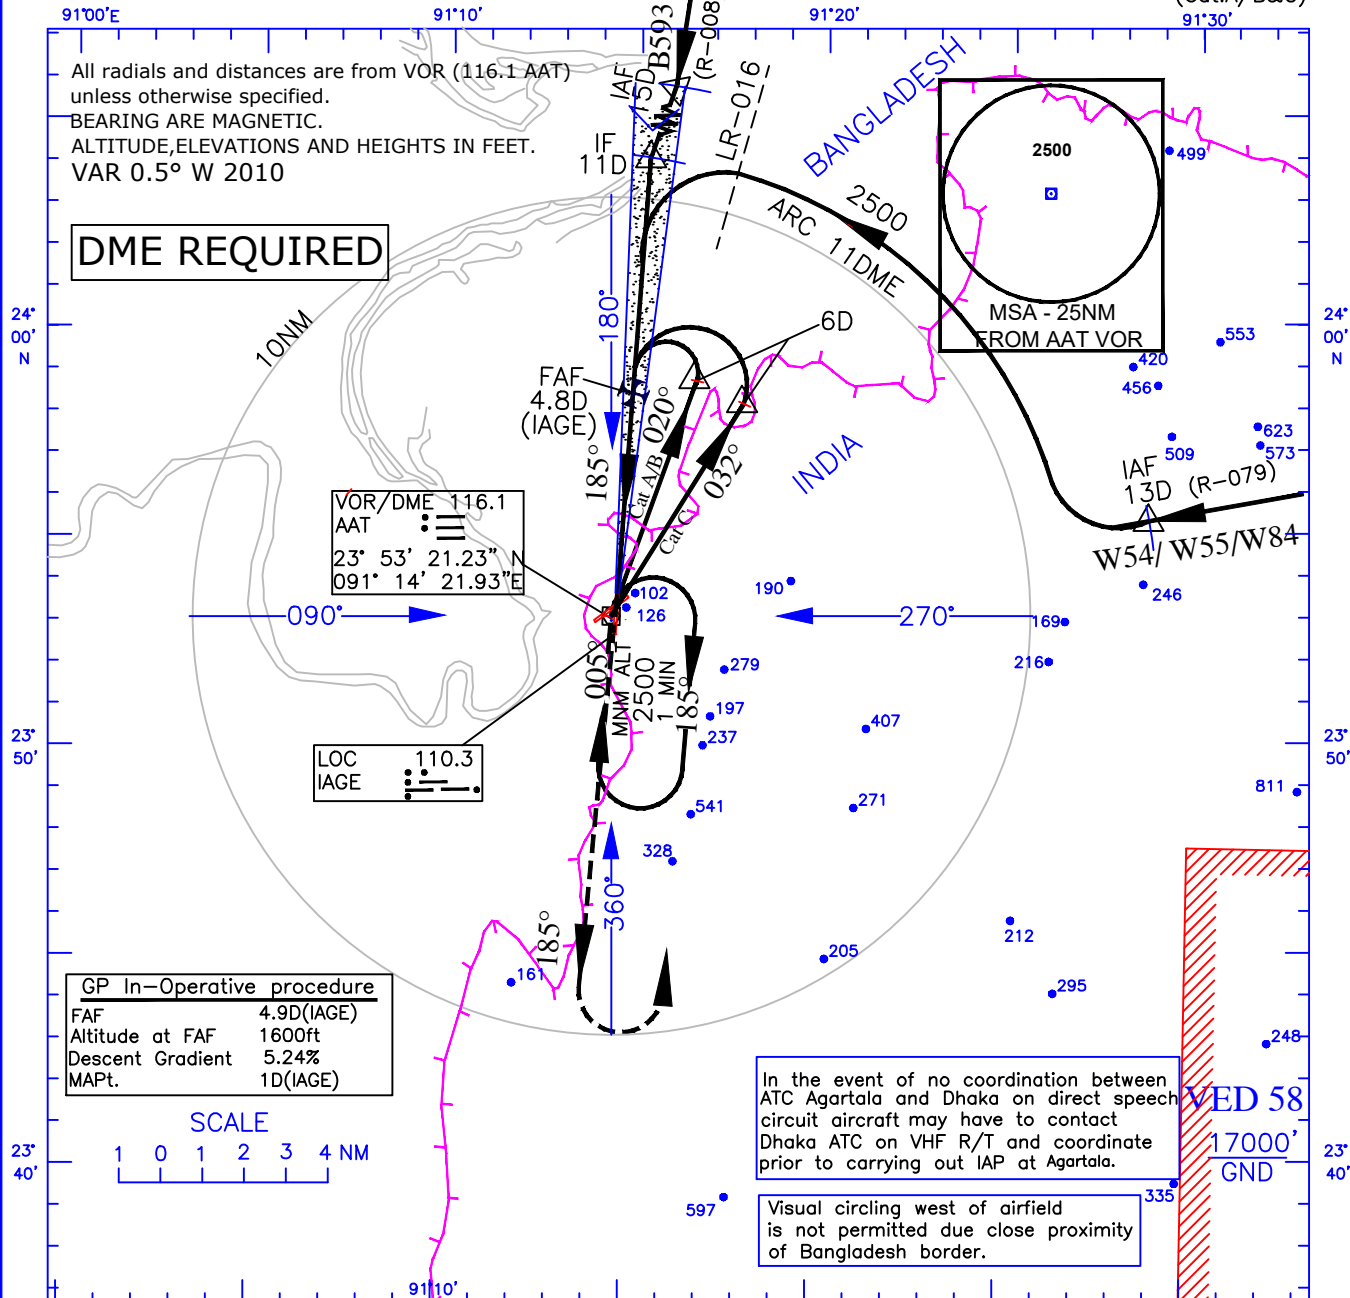 (Cat.A/ B&C)
91°00'E
91°10'
91°20'
91°30'
All radials and distances are from VOR (116.1 AAT)
unless otherwise specified.
BEARING ARE MAGNETIC.
ALTITUDE,ELEVATIONS AND HEIGHTS IN FEET.
VAR 0.5° W 2010
DME REQUIRED
IAF
15D
W52
B593
(R-008
IF
11D
LR-016
BANGLADESH
2500
ARC 11DME
2500
MSA - 25NM
FROM AAT VOR
499
24°
00'
N
24°
00'
N
10NM
180°
6D
FAF
4.8D
(IAGE)
185°
020°
Cat A/B
032°
Cat C
INDIA
553
420
456
623
573
509
IAF
13D (R-079)
W54/ W55/W84
VOR/DME 116.1
AAT
23° 53' 21.23" N
091° 14' 21.93"E
102
126
190
246
169
216
090°
270°
005°
MNM ALT
2500
1 MIN
185°
279
197
237
407
271
541
328
LOC 110.3
IAGE
23°
50'
23°
50'
811
360°
185°
161
212
205
295
248
GP In-Operative procedure
FAF 4.9D(IAGE)
Altitude at FAF 1600ft
Descent Gradient 5.24%
MAPt. 1D(IAGE)
SCALE
1 0 1 2 3 4 NM
In the event of no coordination between
ATC Agartala and Dhaka on direct speech
circuit aircraft may have to contact
Dhaka ATC on VHF R/T and coordinate
prior to carrying out IAP at Agartala.
VED 58
17000'
GND
23°
40'
23°
40'
335
597
Visual circling west of airfield
is not permitted due close proximity
of Bangladesh border.
91°10'